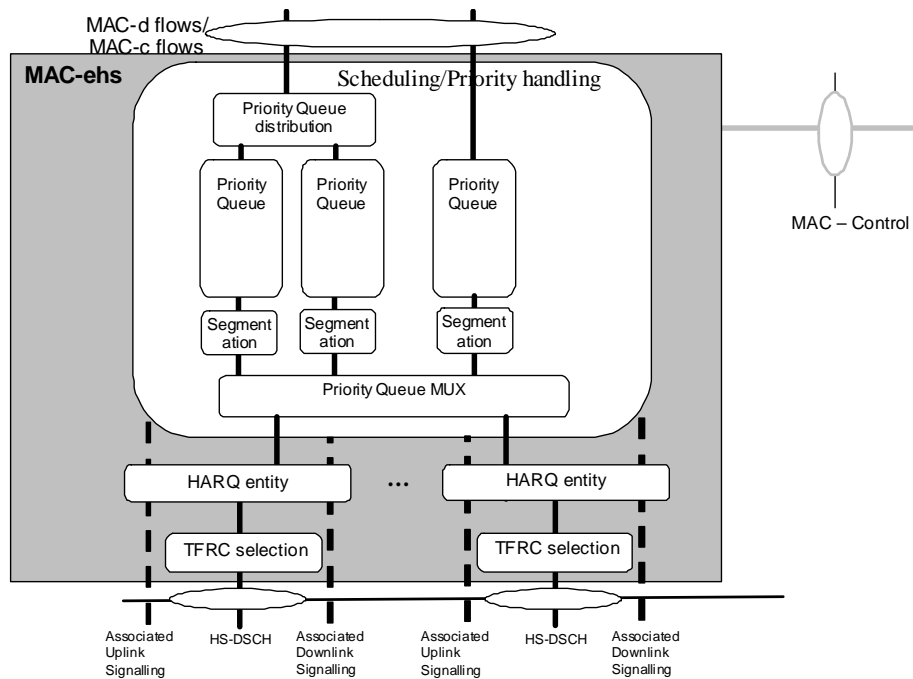 MAC-d flows/
MAC-c flows
MAC-ehs
Scheduling/Priority handling
Priority Queue
distribution
Priority
Queue
Priority
Queue
Priority
Queue
MAC – Control
Segment
ation
Segment
ation
Segment
ation
Priority Queue MUX
HARQ entity
...
HARQ entity
TFRC selection
TFRC selection
Associated
Uplink
Signalling
HS-DSCH
Associated
Downlink
Signalling
Associated
Uplink
Signalling
HS-DSCH
Associated
Downlink
Signalling